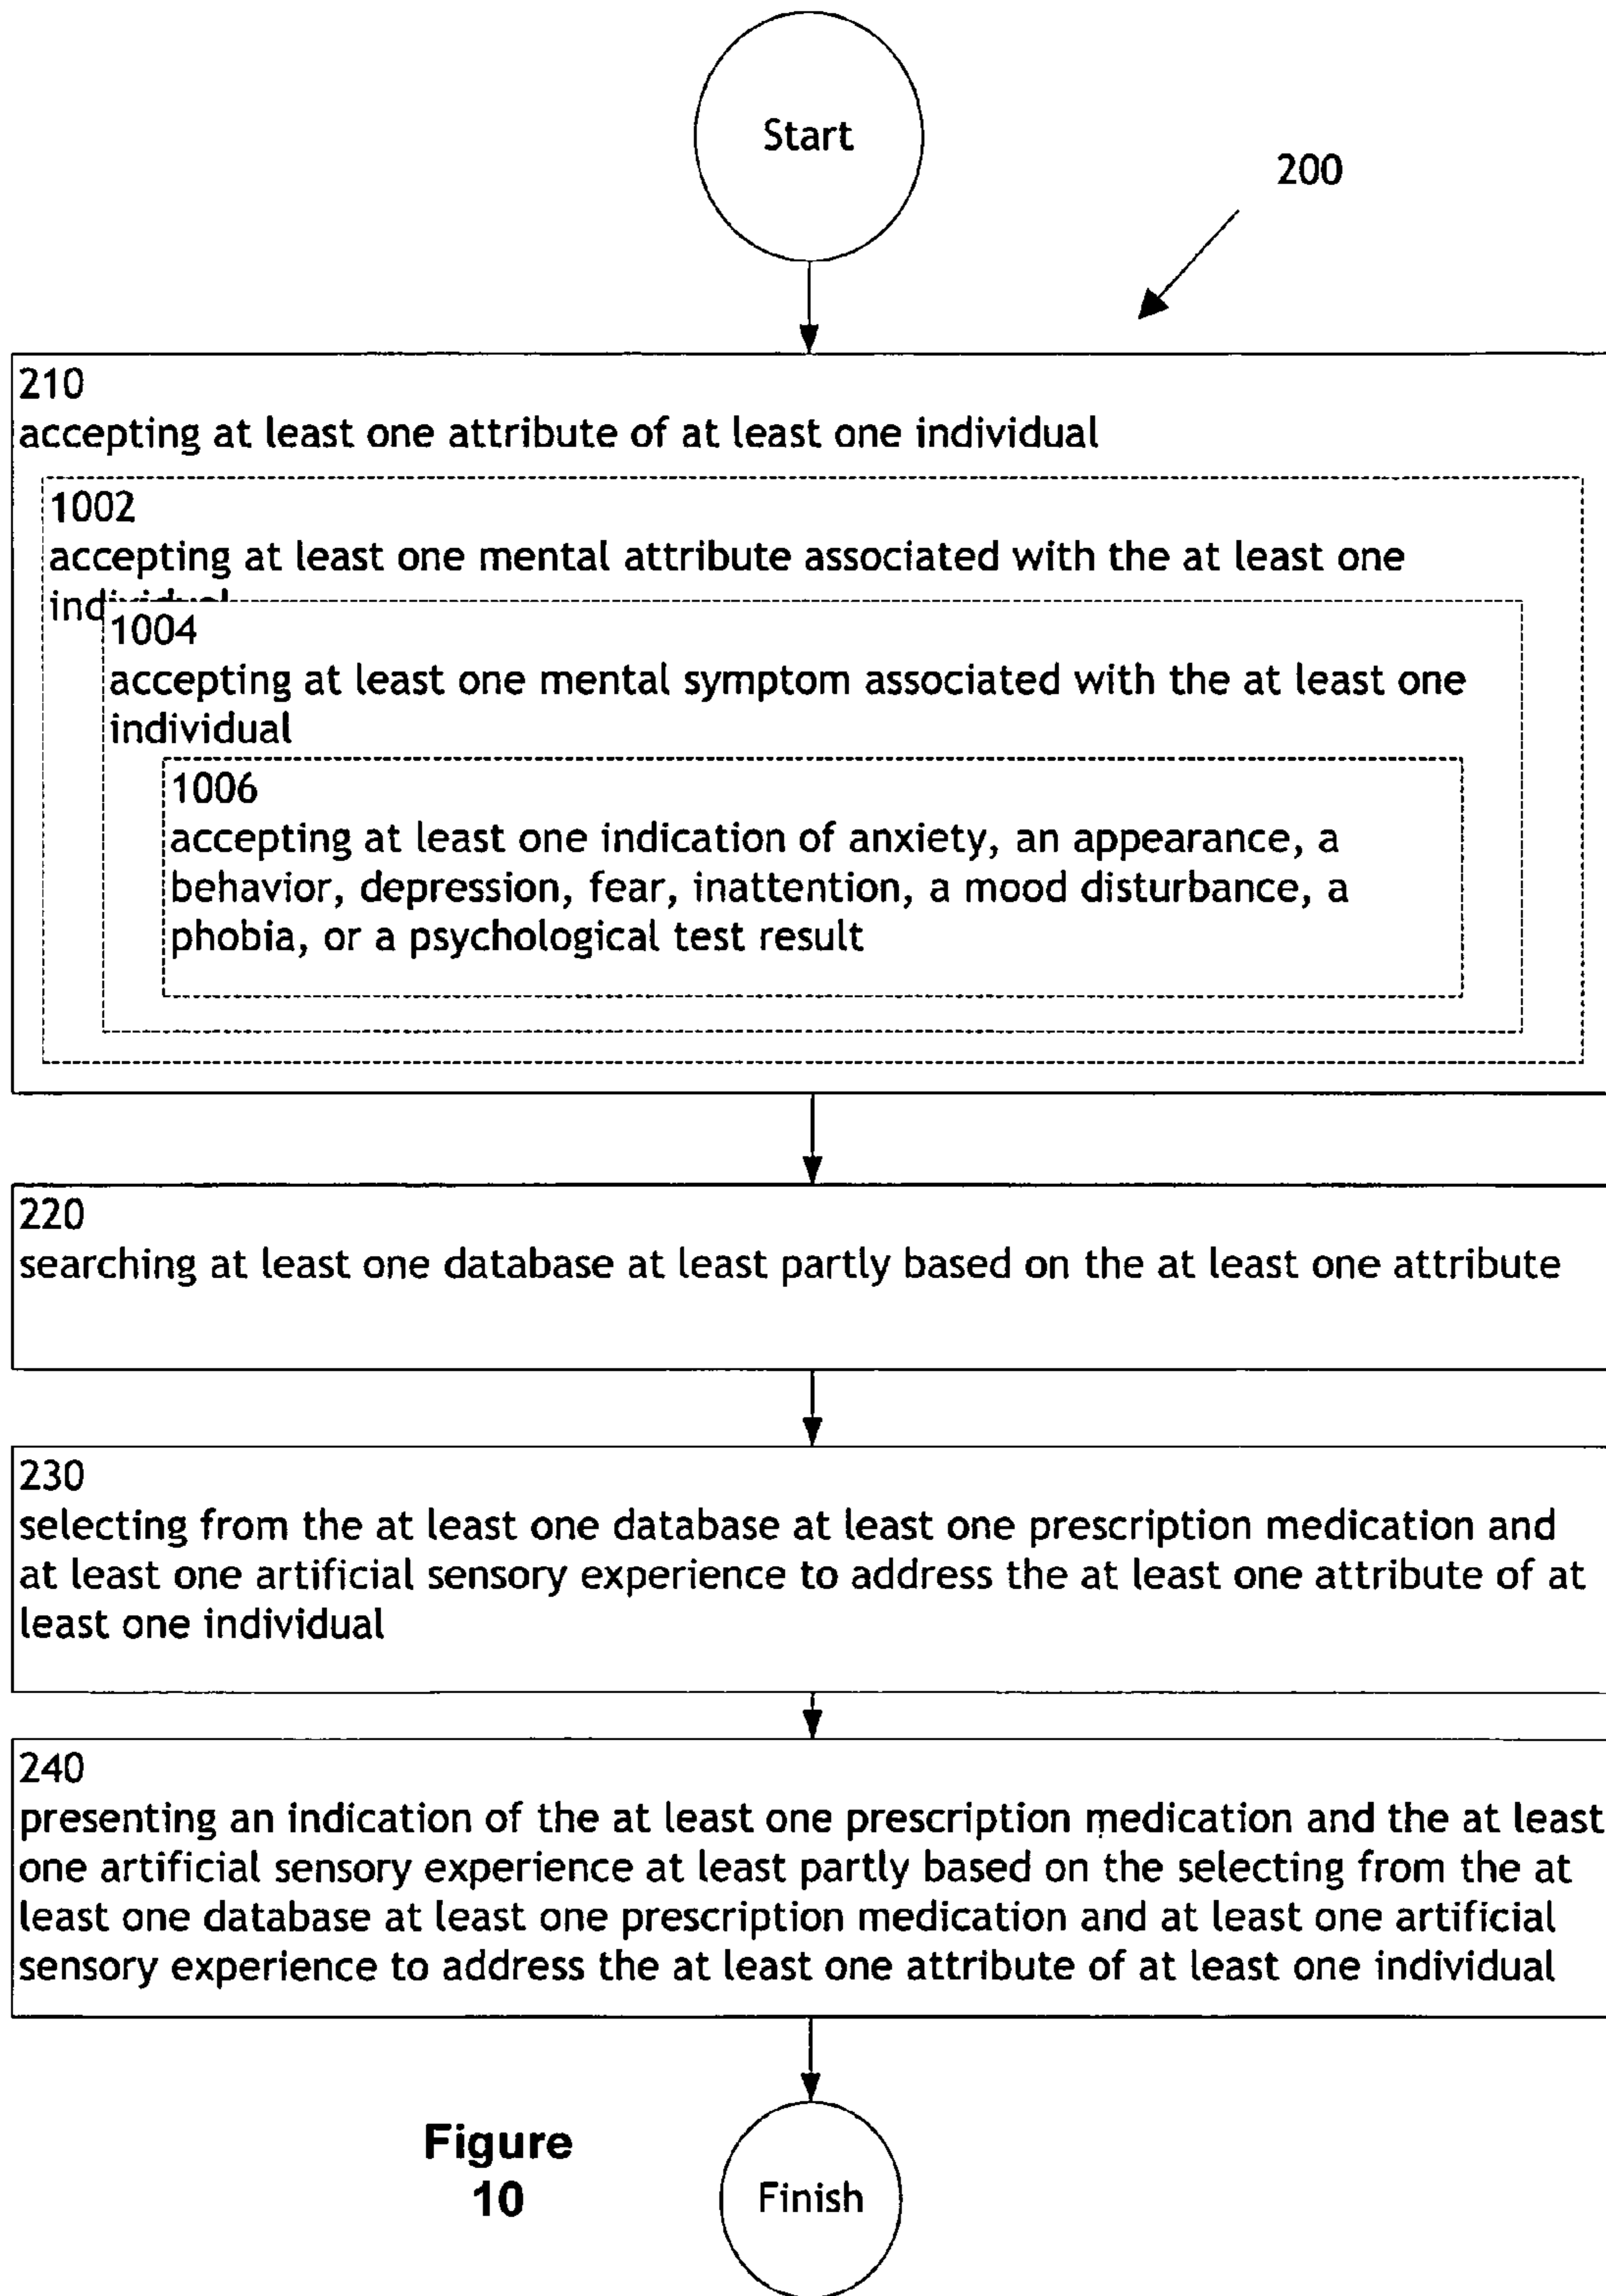 Start
200
210
accepting at least one attribute of at least one individual
1002
accepting at least one mental attribute associated with the at least one
1004
accepting at least one mental symptom associated with the at least one
individual
1006
accepting at least one indication of anxiety, an appearance, a
behavior, depression, fear, inattention, a mood disturbance, a
phobia, or a psychological test result
220
searching at least one database at least partly based on the at least one attribute
230
selecting from the at least one database at least one prescription medication and
at least one artificial sensory experience to address the at least one attribute of at
least one individual
240
presenting an indication of the at least one prescription medication and the at least
one artificial sensory experience at least partly based on the selecting from the at
least one database at least one prescription medication and at least one artificial
sensory experience to address the at least one attribute of at least one individual
Figure
10
Finish